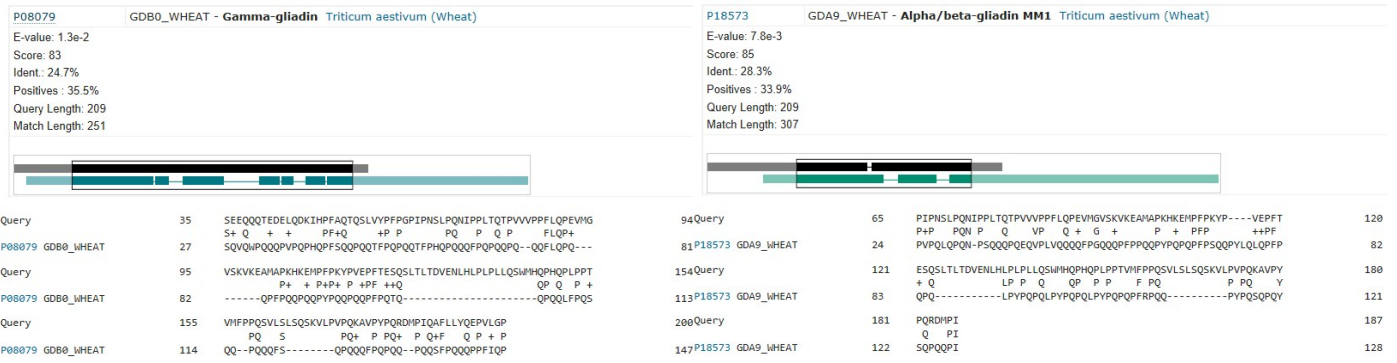 P08079 GDB0_WHEAT - Gamma-gliadin Triticum aestivum (Wheat)
E-value: 1.3e-2
Score: 83
Ident.: 24.7%
Positives : 35.5%
Query Length: 209
Match Length: 251
Query 35 SEEQQQTEDELQDKIHPFAQTQSLVYPFPGPIPNSLPQNIPPLTQTPVVVPPFLQPEVMG 94
S+ Q + + PF+Q +P P PQ P Q P FLQP+
P08079 GDB0_WHEAT 27 SQVQWPQQQPVPQPHQPFSQQPQQTFPQPQQTFPHQPQQQFPQPQQPQ--QQFLQPQ--- 81
Query 95 VSKVKEAMAPKHKEMPFPKYPVEPFTESQSLTLTDVENLHLPLPLLQSWMHQPHQPLPPT 154
P+ + P+P+ P +PF ++Q QP Q P +
P08079 GDB0_WHEAT 82 ------QPFPQQPQQPYPQQPQQPFPQTQ-----------------QPQQLFPQS 113
Query 155 VMFPPQSVLSLSQSKVLPVPQKAVPYPQRDMPIQAFLLYQEPVLGP 200
PQ S PQ+ P PQ+ P Q+F Q P + P
P08079 GDB0_WHEAT 114 QQ--PQQQFS--------PQQQFPQPQQ--PQQSFPQQQPPFIQP 147
P18573 GDA9_WHEAT - Alpha/beta-gliadin MM1 Triticum aestivum (Wheat)
E-value: 7.8e-3
Score: 85
Ident.: 28.3%
Positives : 33.9%
Query Length: 209
Match Length: 307
Query 65 PIPNSLPQNIPPLTQTPVVVPPFLQPEVMGVSKVKEAMAPKHKEMPFPKYP----VEPFT 120
P+P PQN P Q VP Q + G + + P + PFP ++PF
P18573 GDA9_WHEAT 24 PVPQLQPQN-PSQQQPQEQVPLVQQQQFPGQQQPFPPQQPYPQPQPFPSQQPYLQLQPFP 82
Query 121 ESQSLTLTDVENLHLPLPLLQSWMHQPHQPLPPTVMFPPQSVLSLSQSKVLPVPQKAVPY 180
+ Q LP P Q QP P P F PQ P PQ Y
P18573 GDA9_WHEAT 83 QPQ-----------LPYPQPQLPYPQPQLPYPQPQPFRPQQ----------PYPQSQPQY 121
Query 181 PQRDMPI 187
Q PI
P18573 GDA9_WHEAT 122 SQPQQPI 128